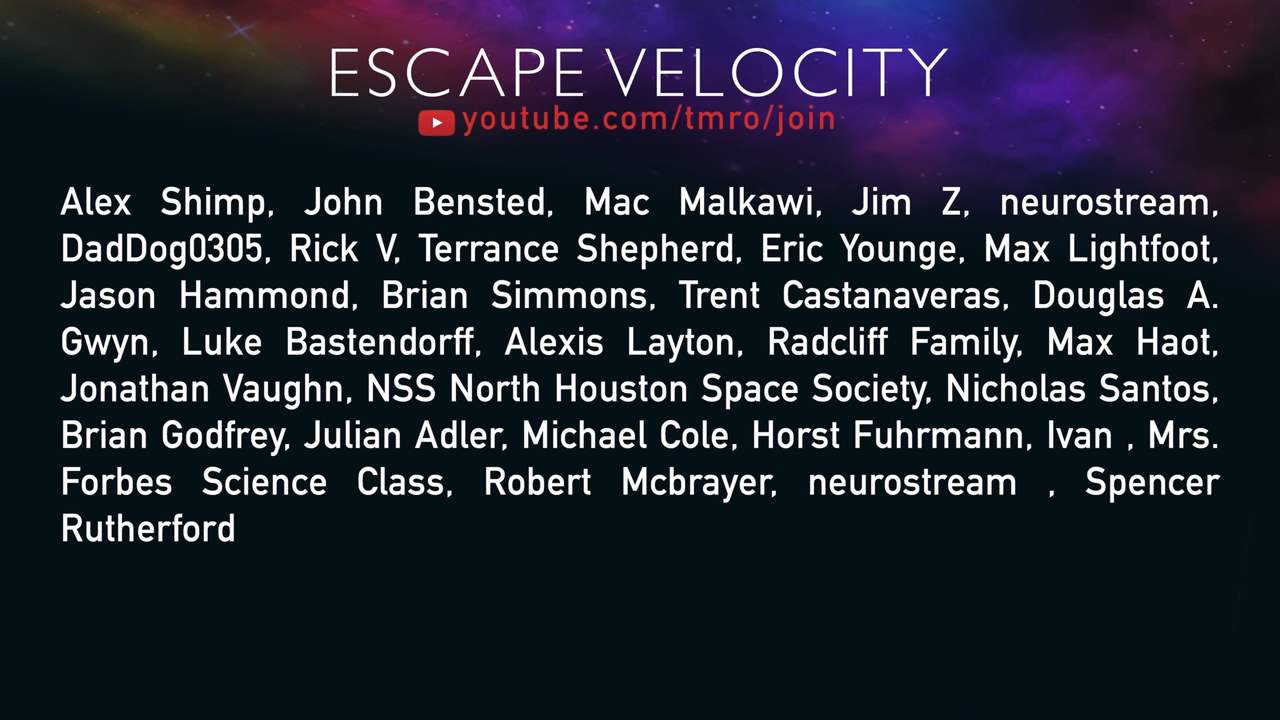 ESCAPE VELOCITY
youtube.com/tmro/join
Alex Shimp, John Bensted, Mac Malkawi, Jim Z, neurostream,
DadDog0305, Rick V, Terrance Shepherd, Eric Younge, Max Lightfoot,
Jason Hammond, Brian Simmons, Trent Castanaveras, Douglas A.
Gwyn, Luke Bastendorff, Alexis Layton, Radcliff Family, Max Haot,
Jonathan Vaughn, NSS North Houston Space Society, Nicholas Santos,
Brian Godfrey, Julian Adler, Michael Cole, Horst Fuhrmann, Ivan , Mrs.
Forbes Science Class, Robert Mcbrayer, neurostream , Spencer
Rutherford